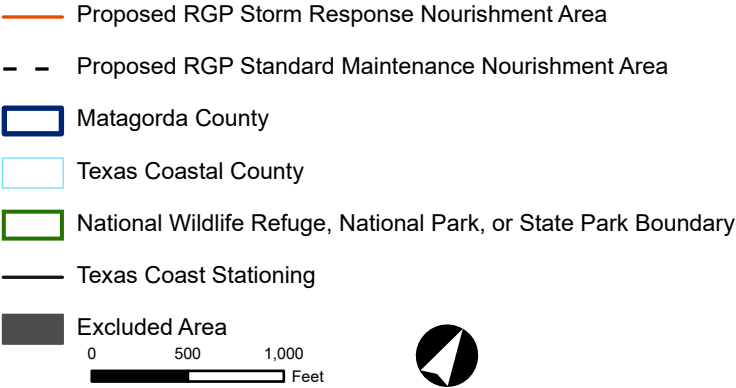 Proposed RGP Storm Response Nourishment Area
Proposed RGP Standard Maintenance Nourishment Area
Matagorda County
Texas Coastal County
National Wildlife Refuge, National Park, or State Park Boundary
Texas Coast Stationing
Excluded Area
0 500 1,000
Feet